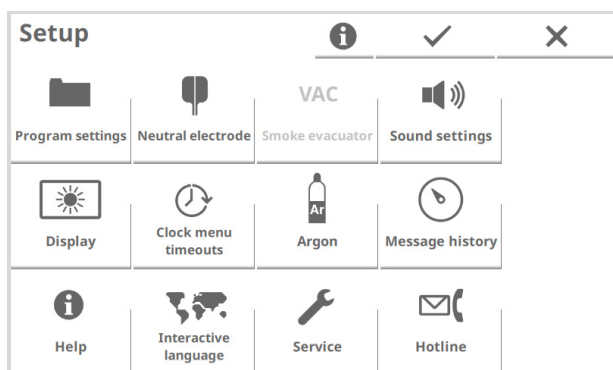 Setup
VAC
Program settings
Neutral electrode
Smoke evacuator
Sound settings
Ar
Display
Clock menu
timeouts
Argon
Message history
Help
Interactive
language
Service
Hotline